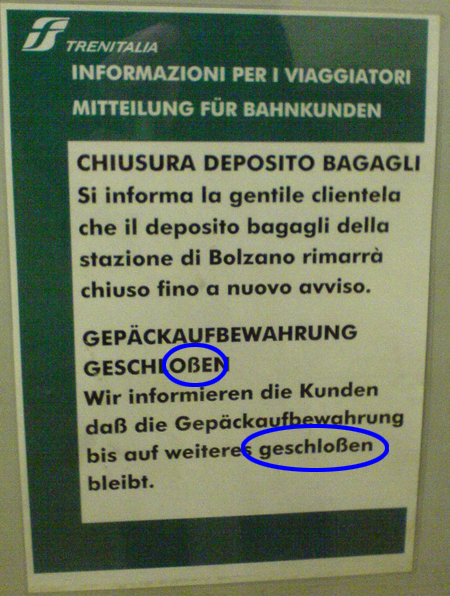 TRENITALIA
INFORMAZIONI PER I VIAGGIATORI
MITTEILUNG FÜR BAHNKUNDEN
CHIUSURA DEPOSITO BAGAGLI
Si informa la gentile clientela
che il deposito bagagli della
stazione di Bolzano rimarrà
chiuso fino a nuovo avviso.
GEPÄCKAUFBEWAHRUNG
GESCHLOßEN
Wir informieren die Kunden
daß die Gepäckaufbewahrung
bis auf weiteres geschloßen
bleibt.